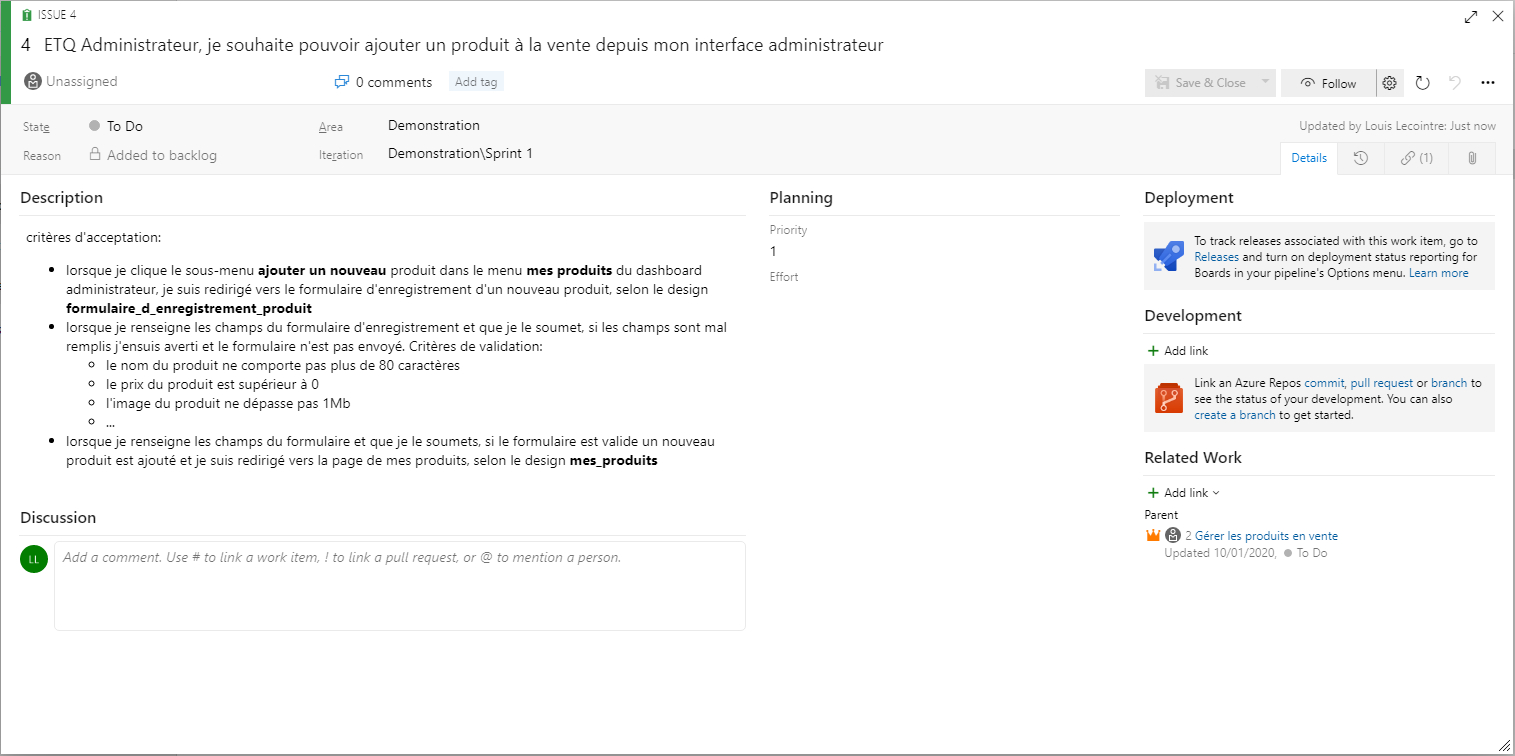 ISSUE 4
4 ETQ Administrateur, je souhaite pouvoir ajouter un produit à la vente depuis mon interface administrateur
Unassigned
0 comments
Add tag
Save & Close
Follow
State
To Do
Area
Demonstration
Updated by Louis Lecointre: Just now
Reason
Added to backlog
Iteration
Demonstration\Sprint 1
Details
(1)
Description
critères d'acceptation:
lorsque je clique le sous-menu ajouter un nouveau produit dans le menu mes produits du dashboard
administrateur, je suis redirigé vers le formulaire d'enregistrement d'un nouveau produit, selon le design
formulaire_d_enregistrement_produit
lorsque je renseigne les champs du formulaire d'enregistrement et que je le soumet, si les champs sont mal
remplis j'ensuis averti et le formulaire n'est pas envoyé. Critères de validation:
le nom du produit ne comporte pas plus de 80 caractères
le prix du produit est supérieur à 0
l'image du produit ne dépasse pas 1Mb
...
lorsque je renseigne les champs du formulaire et que je le soumets, si le formulaire est valide un nouveau
produit est ajouté et je suis redirigé vers la page de mes produits, selon le design mes_produits
Discussion
LL
Add a comment. Use # to link a work item, ! to link a pull request, or @ to mention a person.
Planning
Priority
1
Effort
Deployment
To track releases associated with this work item, go to
Releases and turn on deployment status reporting for
Boards in your pipeline's Options menu. Learn more
Development
Add link
Link an Azure Repos commit, pull request or branch to
see the status of your development. You can also
create a branch to get started.
Related Work
Add link
Parent
2 Gérer les produits en vente
Updated 10/01/2020, To Do